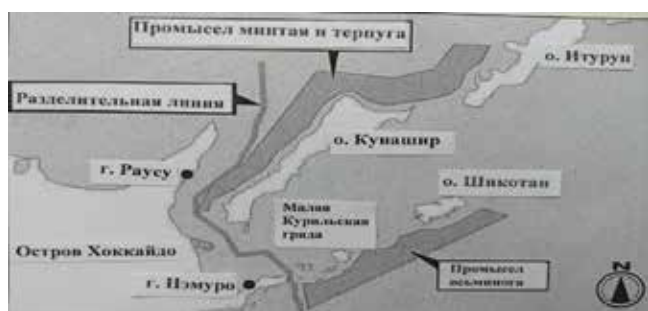 Промысел минтая и терпуга
о. Итуруп
Разделительная линия
о. Кунашир
г. Раусу
о. Шикотан
Малая
Курильская
гряда
Остров Хоккайдо
Промысел
осьминога
г. Нэмуро
N